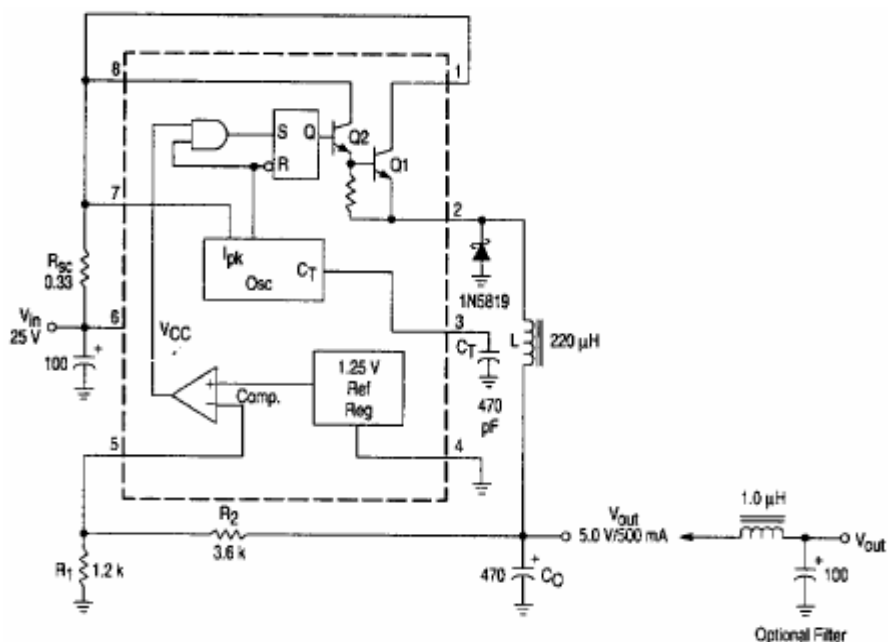 8
1
S
Q
Q2
R
Q1
7
2
Rsc
0.33
Ipk
Osc
CT
1N5819
Vin
25 V
6
VCC
3
CT
L
220 µH
100
470
pF
+
Comp.
−
1.25 V
Ref
Reg
5
4
R2
3.6 k
R1
1.2 k
Vout
5.0 V/500 mA
1.0 µH
Vout
470
+
CO
+
100
Optional Filter
+